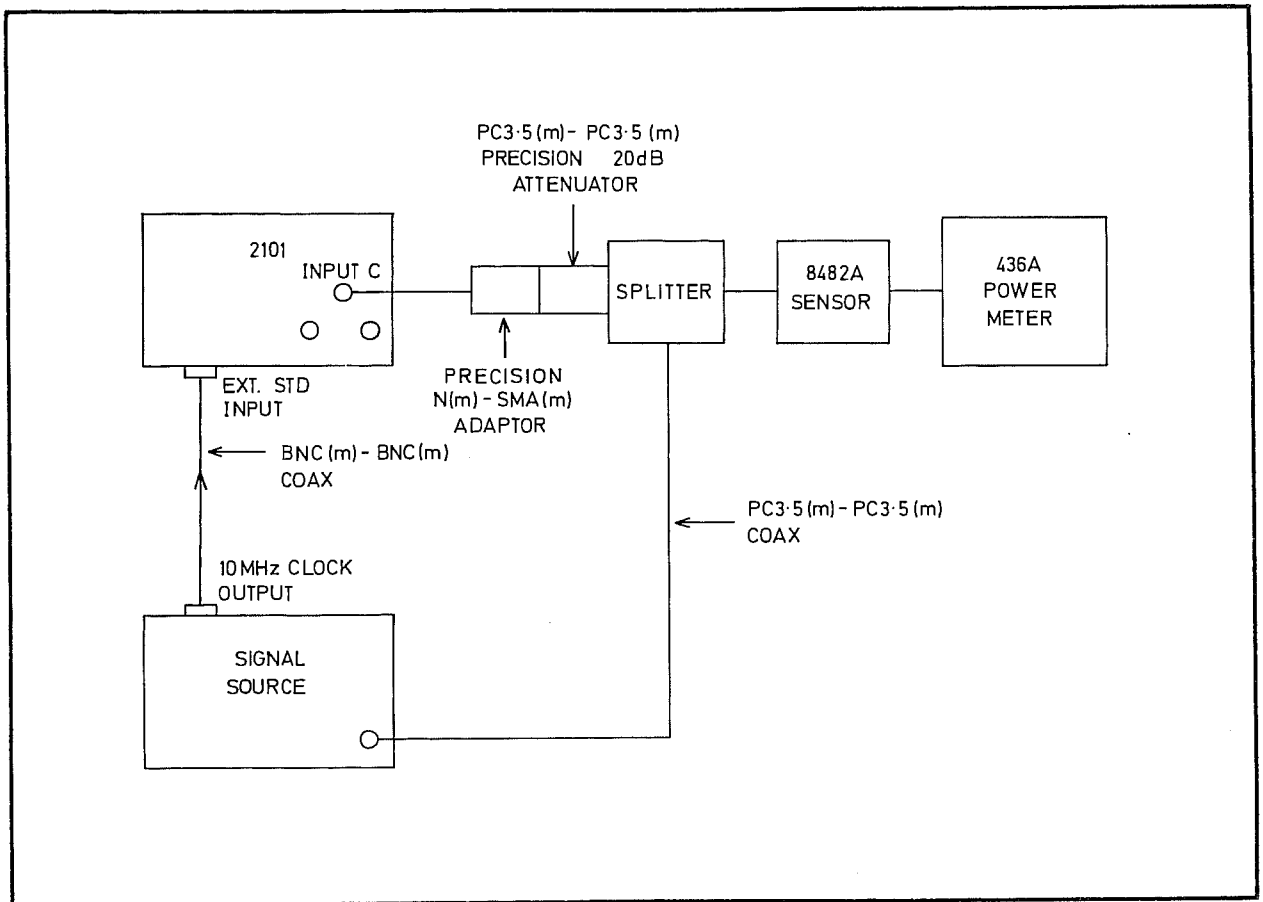 PC3·5(m)- PC3·5 (m)
PRECISION 20dB
ATTENUATOR
2101
INPUT C
SPLITTER
8482A
SENSOR
436A
POWER
METER
EXT. STD
INPUT
PRECISION
N(m)-SMA(m)
ADAPTOR
BNC (m)- BNC(m)
COAX
PC3·5(m)-PC3·5(m)
COAX
10MHz CLOCK
OUTPUT
SIGNAL
SOURCE